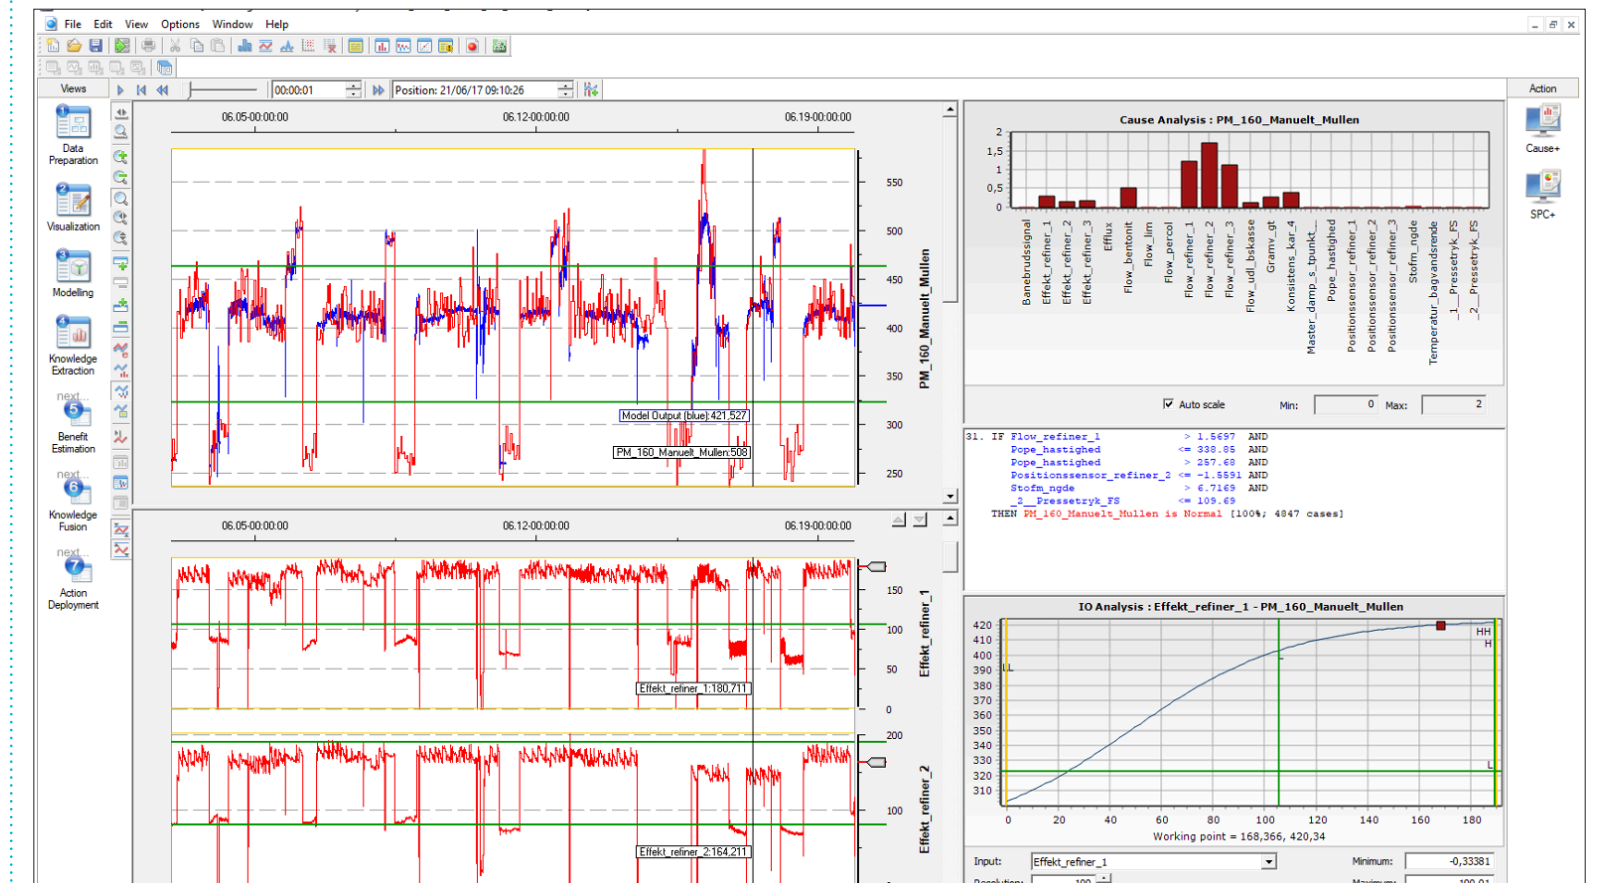 File Edit View Options Window Help
Views
00:00:01
Position: 21/06/17 09:10:26
Action
1
Data
Preparation
2
Visualization
3
Modelling
4
Knowledge
Extraction
next...
5
Benefit
Estimation
next...
6
Knowledge
Fusion
next...
7
Action
Deployment
06.05-00:00:00 06.12-00:00:00 06.19-00:00:00
550
500
450
400
350
300
250
PM_160_Manuelt_Mullen
Model Output (blue):421,527
PM_160_Manuelt_Mullen:508
06.05-00:00:00 06.12-00:00:00 06.19-00:00:00
150
100
50
0
Effekt_refiner_1
Effekt_refiner_1:180,711
200
100
Effekt_refiner_2
Effekt_refiner_2:164,211
Cause Analysis : PM_160_Manuelt_Mullen
2
1,5
1
0,5
0
Banebrudssignal
Effekt_refiner_1
Effekt_refiner_2
Effekt_refiner_3
Efflux
Flow_bentonit
Flow_lim
Flow_percol
Flow_refiner_1
Flow_refiner_2
Flow_refiner_3
Flow_udl_bskasse
Gramv_gt
Konsistens_kar_4
Master_damp_s_tpunkt_...
Pope_hastighed
Positionssensor_refiner_1
Positionssensor_refiner_2
Positionssensor_refiner_3
Stofm_ngde
Temperatur_bagvandsrende
_1__Pressetryk_FS
_2__Pressetryk_FS
Auto scale Min: 0 Max: 2
31. IF Flow_refiner_1 > 1.5697 AND
Pope_hastighed <= 338.85 AND
Pope_hastighed > 257.68 AND
Positionssensor_refiner_2 <= -1.5591 AND
Stofm_ngde > 6.7169 AND
_2__Pressetryk_FS <= 109.69
THEN PM_160_Manuelt_Mullen is Normal [100%; 4847 cases]
IO Analysis : Effekt_refiner_1 - PM_160_Manuelt_Mullen
420
410
400
390
380
370
360
350
340
330
320
310
LL
L
HH
H
L
0 20 40 60 80 100 120 140 160 180
Working point = 168,366, 420,34
Input: Effekt_refiner_1 Minimum: -0,33381
Cause+
SPC+